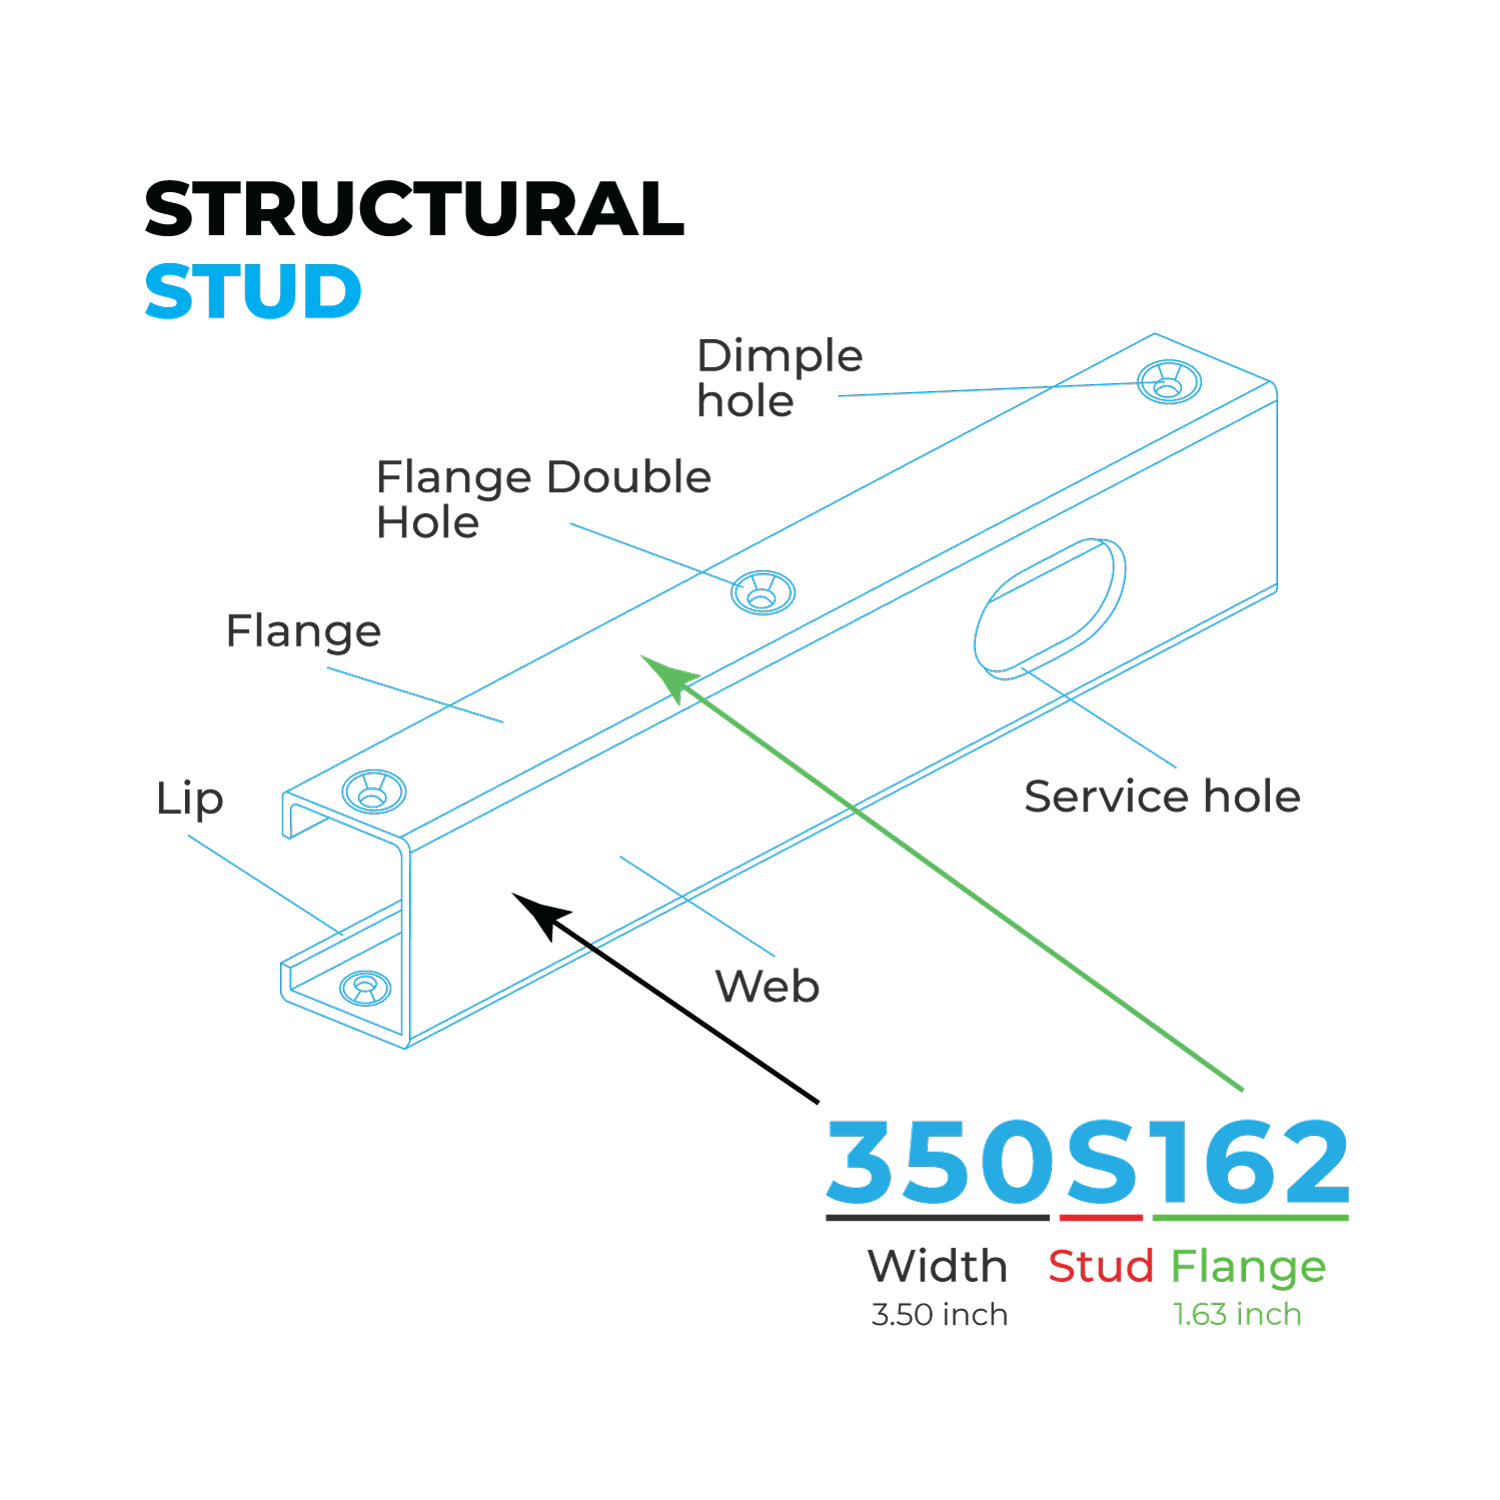 STRUCTURAL
STUD
Dimple
hole
Flange Double
Hole
Flange
Lip
Service hole
Web
350S162
Width Stud Flange
3.50 inch 1.63 inch